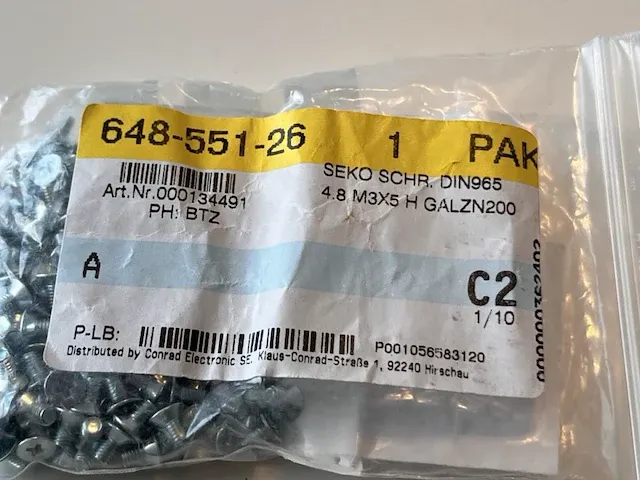 648-551-26 1 PAK
Art.Nr.000134491
PH: BTZ
SEKO SCHR. DIN965
4.8 M3X5 H GALZN200
A
C2
1/10
P-LB:
P001056583120
Distributed by Conrad Electronic SE, Klaus-Conrad-Straße 1, 92240 Hirschau
000000362402